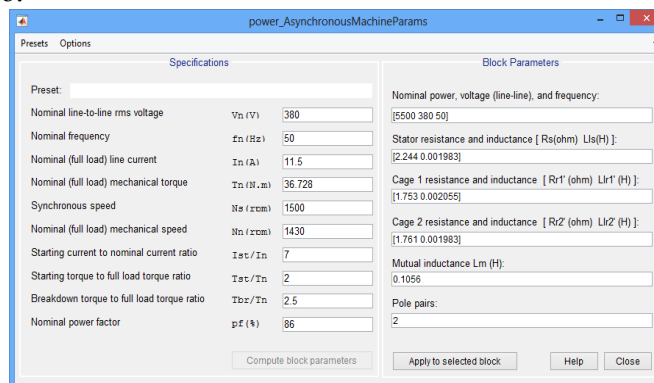 power_AsynchronousMachineParams
Presets Options
Specifications
Preset:
Nominal line-to-line rms voltage Vn(V) 380
Nominal frequency fn(Hz) 50
Nominal (full load) line current In(A) 11.5
Nominal (full load) mechanical torque Tn(N.m) 36.728
Synchronous speed Ns(rpm) 1500
Nominal (full load) mechanical speed Nn(rpm) 1430
Starting current to nominal current ratio Ist/In 7
Starting torque to full load torque ratio Tst/Tn 2
Breakdown torque to full load torque ratio Tbr/Tn 2.5
Nominal power factor pf(%) 86
Compute block parameters
Block Parameters
Nominal power, voltage (line-line), and frequency:
[5500 380 50]
Stator resistance and inductance [ Rs(ohm) Lls(H) ]:
[2.244 0.001983]
Cage 1 resistance and inductance [ Rr1' (ohm) Llr1' (H) ]:
[1.753 0.002055]
Cage 2 resistance and inductance [ Rr2' (ohm) Llr2' (H) ]:
[1.761 0.001983]
Mutual inductance Lm (H):
0.1056
Pole pairs:
2
Apply to selected block Help Close